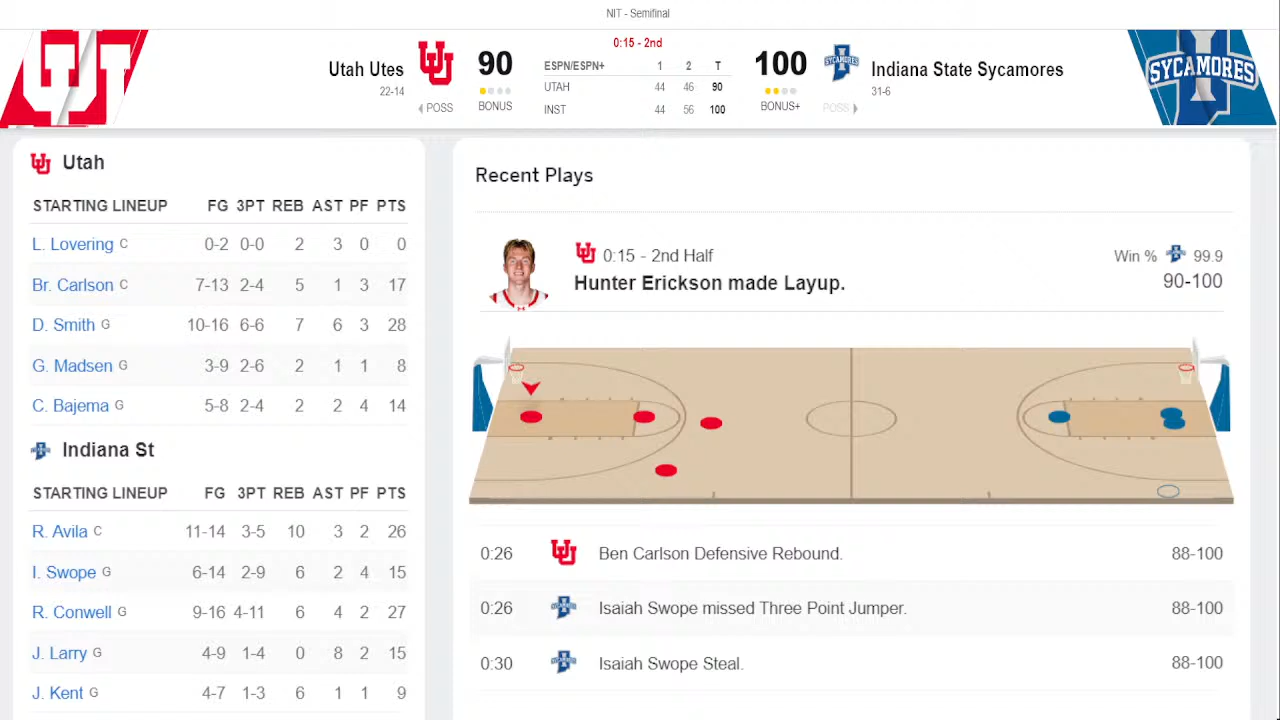 NIT - Semifinal
0:15 - 2nd
Utah Utes
22-14
POSS
90
BONUS
ESPN/ESPN+ 1 2 T
UTAH 44 46 90
INST 44 56 100
100
BONUS+
POSS
Indiana State Sycamores
31-6
SYCAMORES
Utah
STARTING LINEUP FG 3PT REB AST PF PTS
L. Lovering C 0-2 0-0 2 3 0 0
Br. Carlson C 7-13 2-4 5 1 3 17
D. Smith G 10-16 6-6 7 6 3 28
G. Madsen G 3-9 2-6 2 1 1 8
C. Bajema G 5-8 2-4 2 2 4 14
Indiana St
STARTING LINEUP FG 3PT REB AST PF PTS
R. Avila C 11-14 3-5 10 3 2 26
I. Swope G 6-14 2-9 6 2 4 15
R. Conwell G 9-16 4-11 6 4 2 27
J. Larry G 4-9 1-4 0 8 2 15
J. Kent G 4-7 1-3 6 1 1 9
Recent Plays
0:15 - 2nd Half
Hunter Erickson made Layup.
Win % 99.9
90-100
0:26 Ben Carlson Defensive Rebound. 88-100
0:26 Isaiah Swope missed Three Point Jumper. 88-100
0:30 Isaiah Swope Steal. 88-100